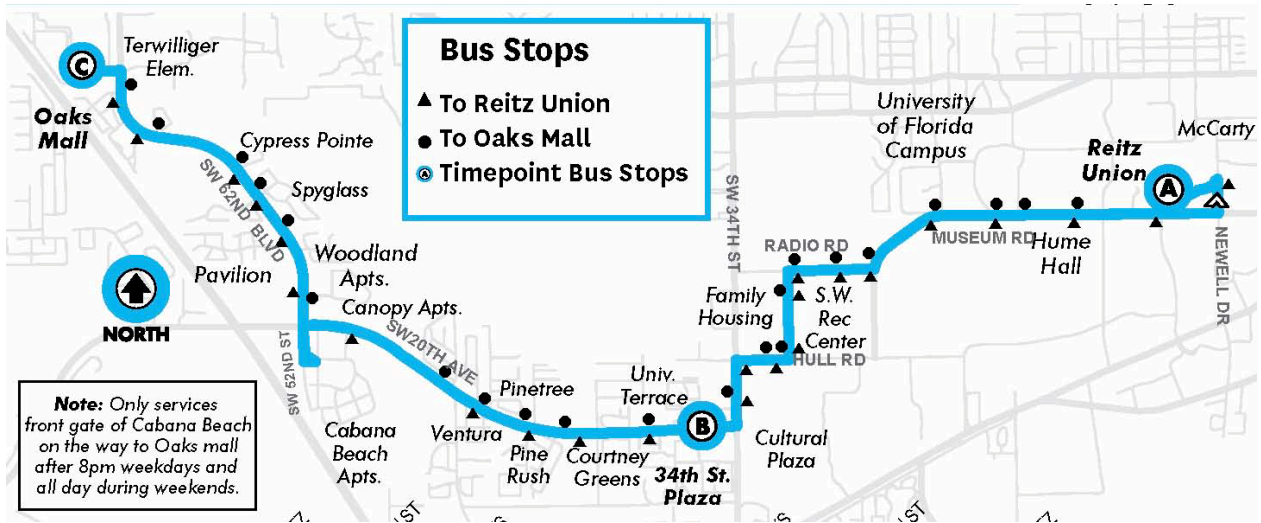 Terwilliger
Elem.
C
Oaks
Mall
Cypress Pointe
Spyglass
SW 62ND BLVD
Woodland
Apts.
Pavilion
Canopy Apts.
NORTH
SW 62ND ST
SW20TH AVE
Note: Only services
front gate of Cabana Beach
on the way to Oaks mall
after 8pm weekdays and
all day during weekends.
Cabana
Beach
Apts.
Pinetree
Ventura
Pine
Rush
Courtney
Greens
Univ.
Terrace
B
34th St.
Plaza
Cultural
Plaza
Bus Stops
To Reitz Union
To Oaks Mall
A Timepoint Bus Stops
SW 34TH ST
RADIO RD
Family
Housing
S.W.
Rec
Center
HULL RD
University
of Florida
Campus
MUSEUM RD
Hume
Hall
Reitz
Union
A
McCarty
NEWELL DR
ST
ST